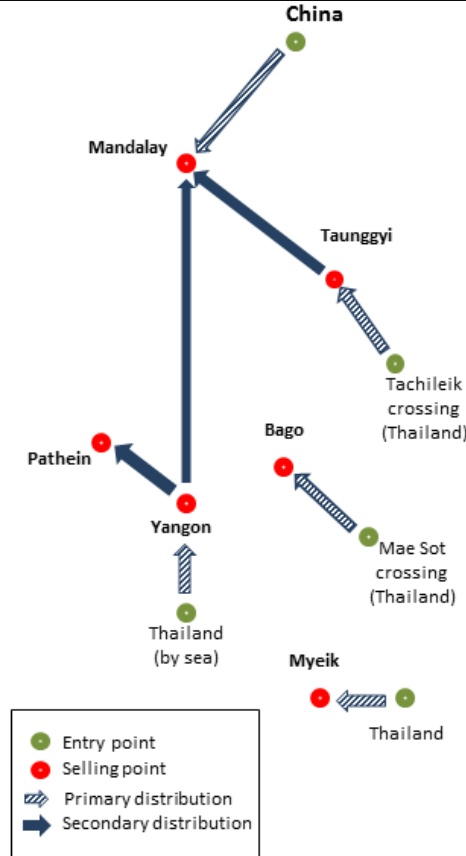 China
Mandalay
Taunggyi
Tachileik
crossing
(Thailand)
Bago
Pathein
Yangon
Mae Sot
crossing
(Thailand)
Thailand
(by sea)
Myeik
Thailand
Entry point
Selling point
Primary distribution
Secondary distribution